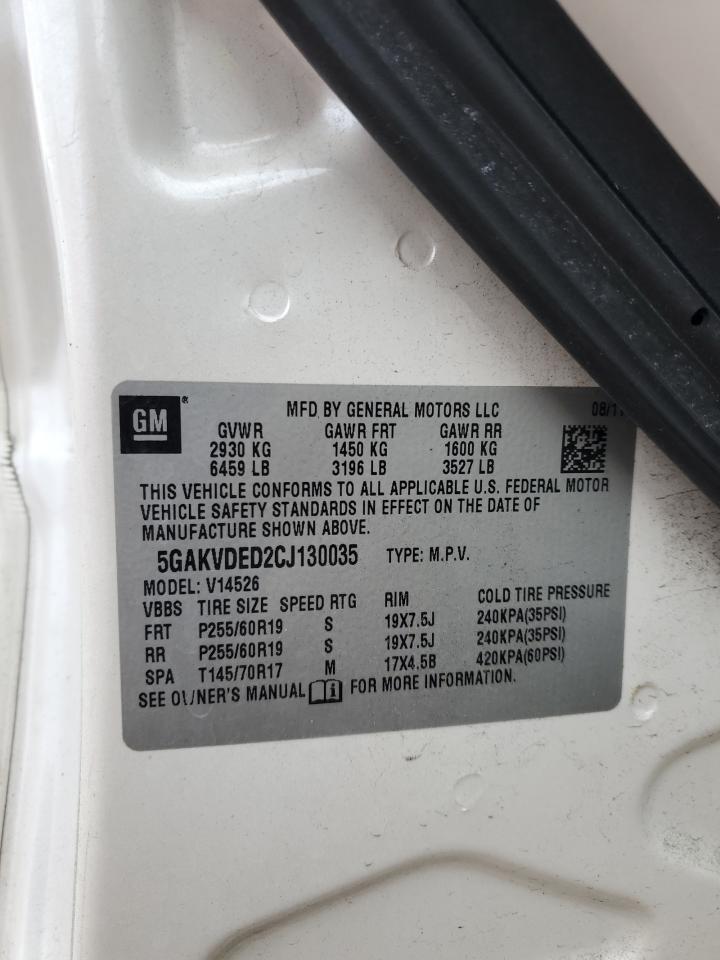 GM
MFD BY GENERAL MOTORS LLC 08/1
GVWR GAWR FRT GAWR RR
2930 KG 1450 KG 1600 KG
6459 LB 3196 LB 3527 LB
THIS VEHICLE CONFORMS TO ALL APPLICABLE U.S. FEDERAL MOTOR
VEHICLE SAFETY STANDARDS IN EFFECT ON THE DATE OF
MANUFACTURE SHOWN ABOVE.
5GAKVDED2CJ130035 TYPE: M.P.V.
MODEL: V14526
VBBS TIRE SIZE SPEED RTG RIM COLD TIRE PRESSURE
FRT P255/60R19 S 19X7.5J 240KPA(35PSI)
RR P255/60R19 S 19X7.5J 240KPA(35PSI)
SPA T145/70R17 M 17X4.5B 420KPA(60PSI)
SEE OWNER'S MANUAL FOR MORE INFORMATION.